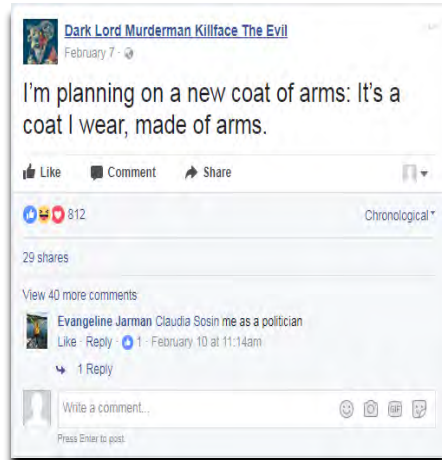 Dark Lord Murderman Killface The Evil
February 7 ·
I'm planning on a new coat of arms: It's a
coat I wear, made of arms.
Like Comment Share
812 Chronological
29 shares
View 40 more comments
Evangeline Jarman Claudia Sosin me as a politician
Like · Reply · 1 · February 10 at 11:14am
1 Reply
Write a comment... GIF
Press Enter to post.